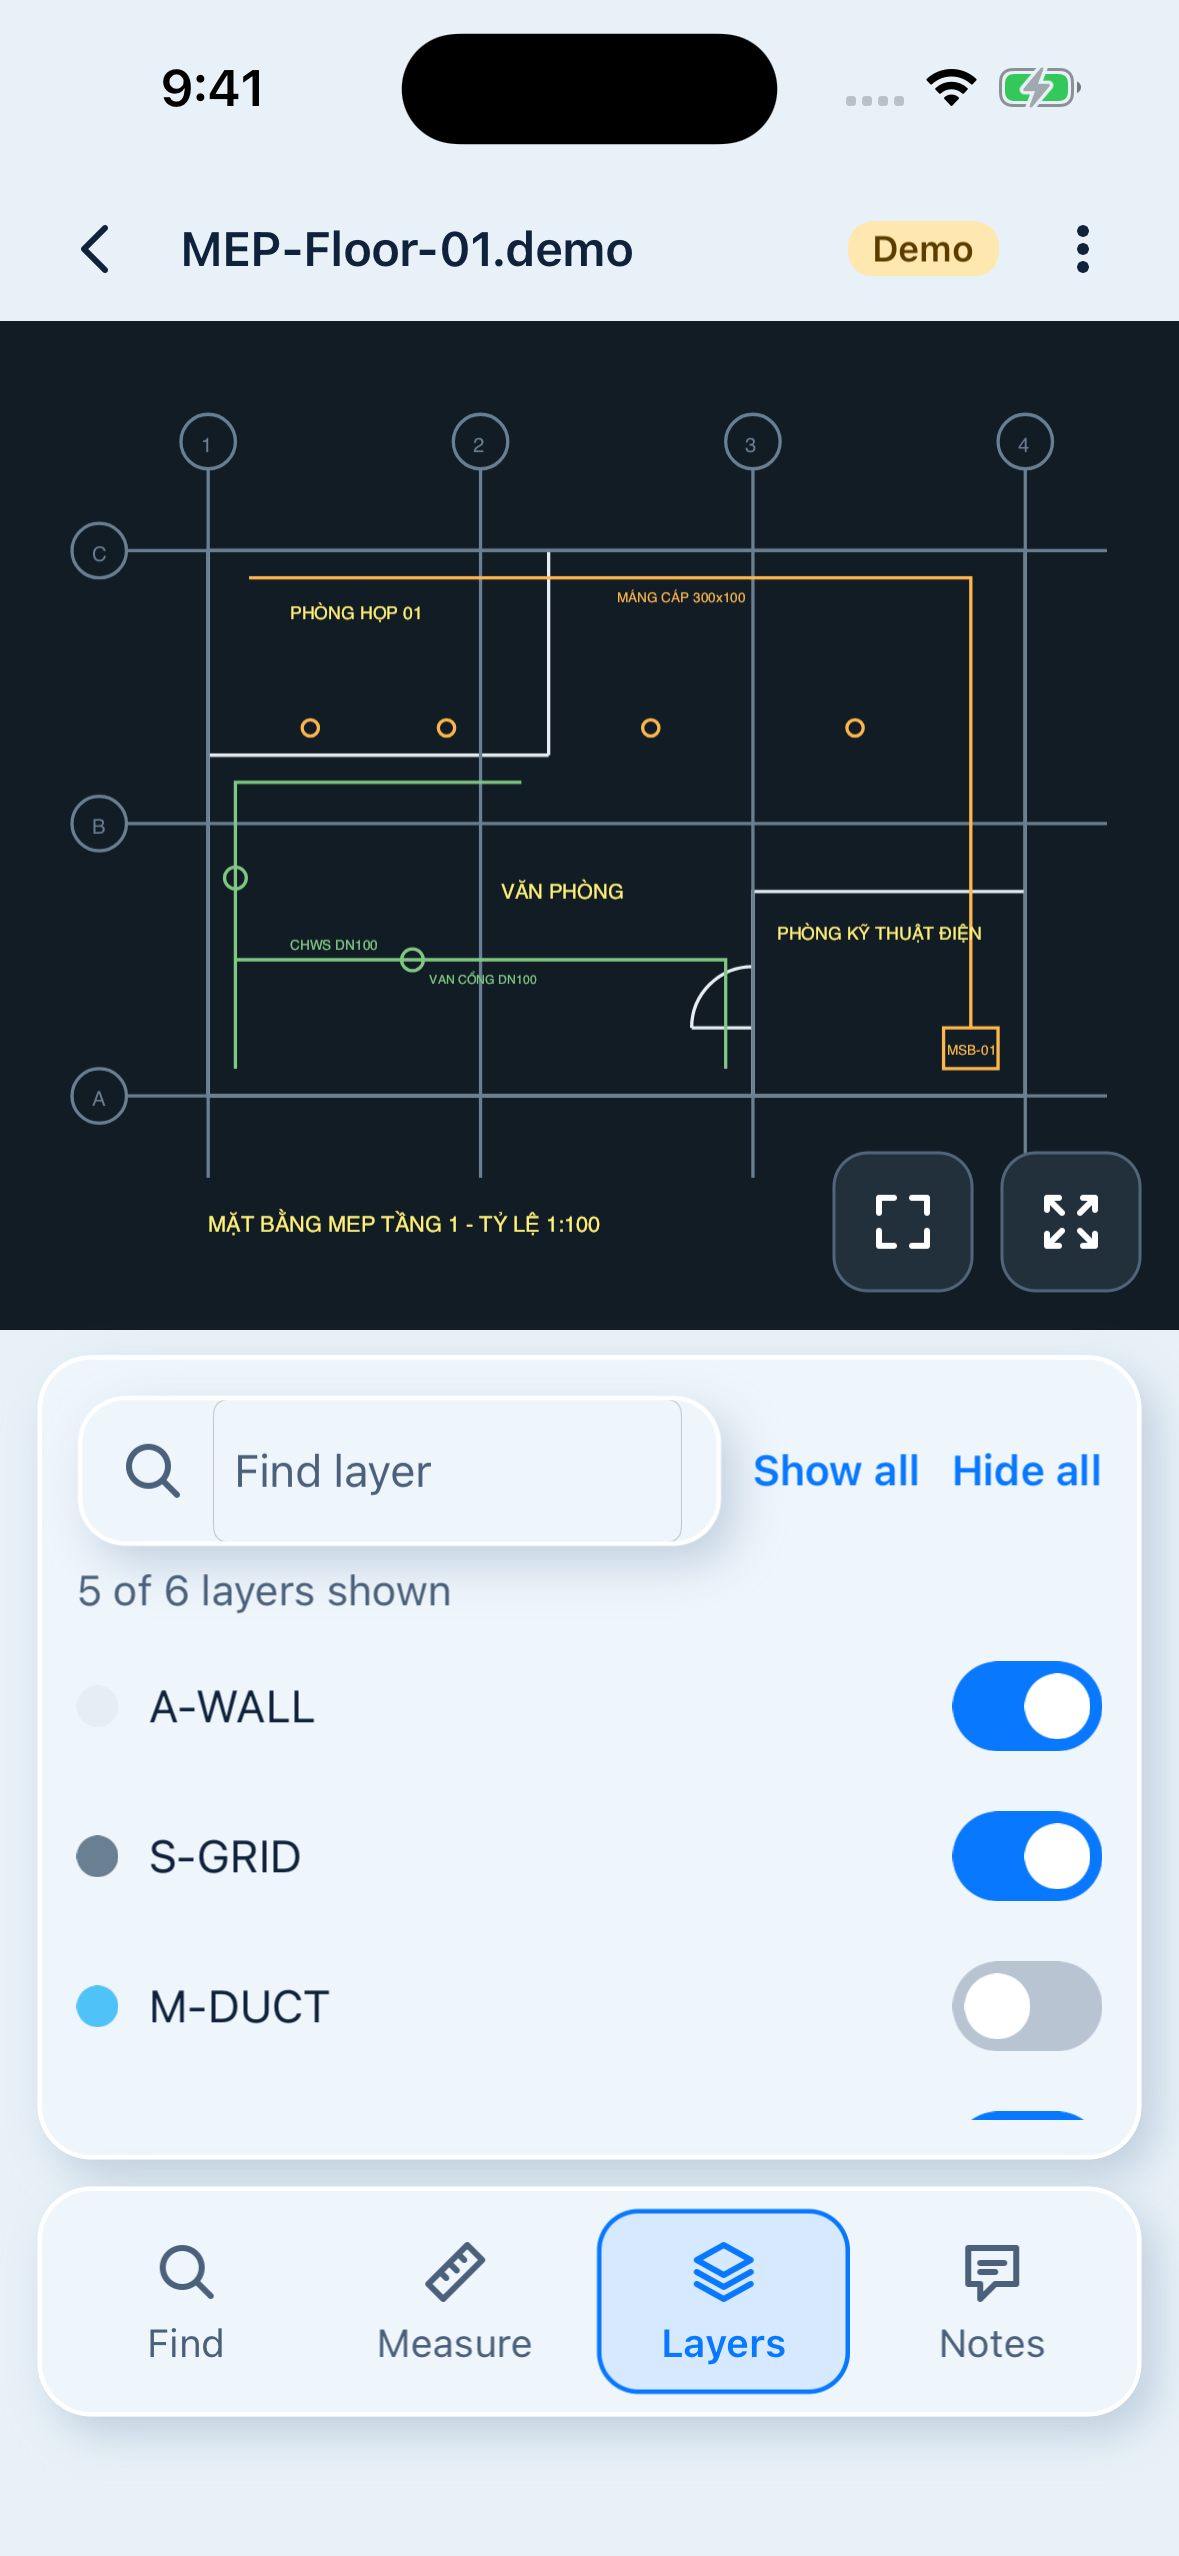 9:41
MEP-Floor-01.demo
Demo
1
2
3
4
C
MÁNG CÁP 300x100
PHÒNG HỌP 01
B
VĂN PHÒNG
PHÒNG KỸ THUẬT ĐIỆN
CHWS DN100
VAN CỔNG DN100
MSB-01
A
MẶT BẰNG MEP TẦNG 1 - TỶ LỆ 1:100
Find layer
Show all
Hide all
5 of 6 layers shown
A-WALL
S-GRID
M-DUCT
Find
Measure
Layers
Notes